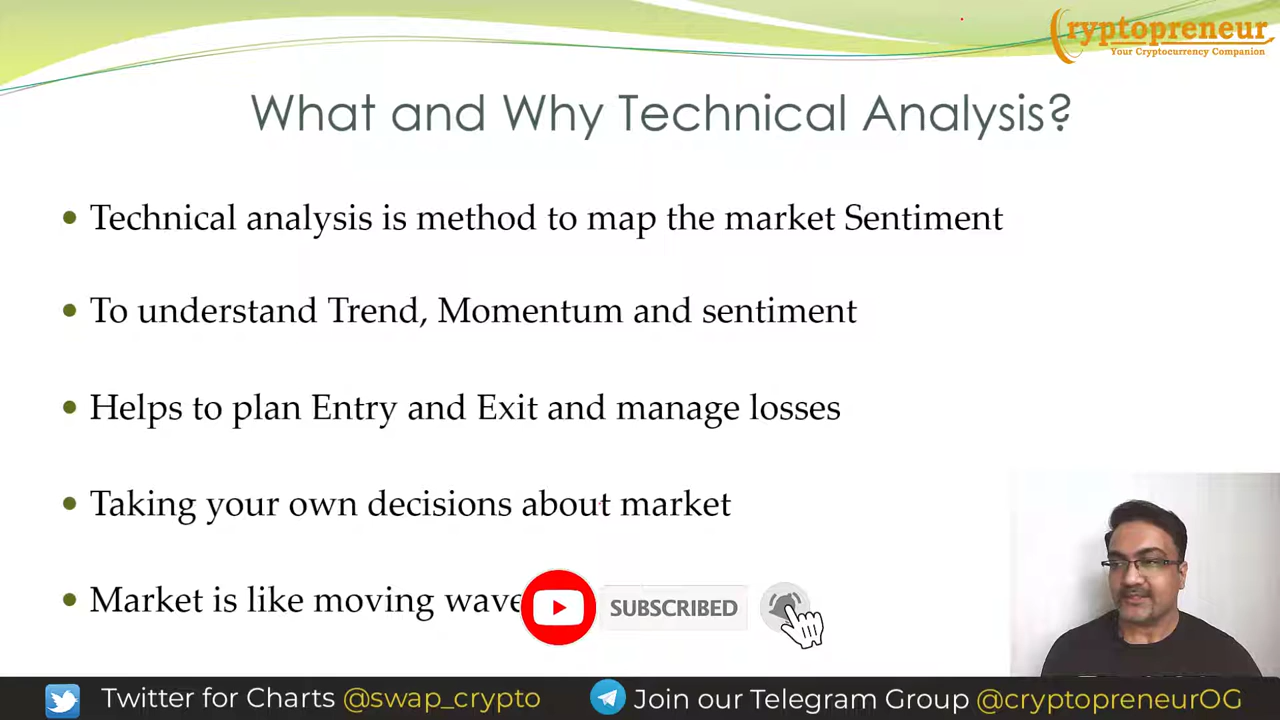 Cryptopreneur
Your Cryptocurrency Companion
What and Why Technical Analysis?
• Technical analysis is method to map the market Sentiment
• To understand Trend, Momentum and sentiment
• Helps to plan Entry and Exit and manage losses
• Taking your own decisions about market
• Market is like moving wave
SUBSCRIBED
Twitter for Charts @swap_crypto
Join our Telegram Group @cryptopreneurOG